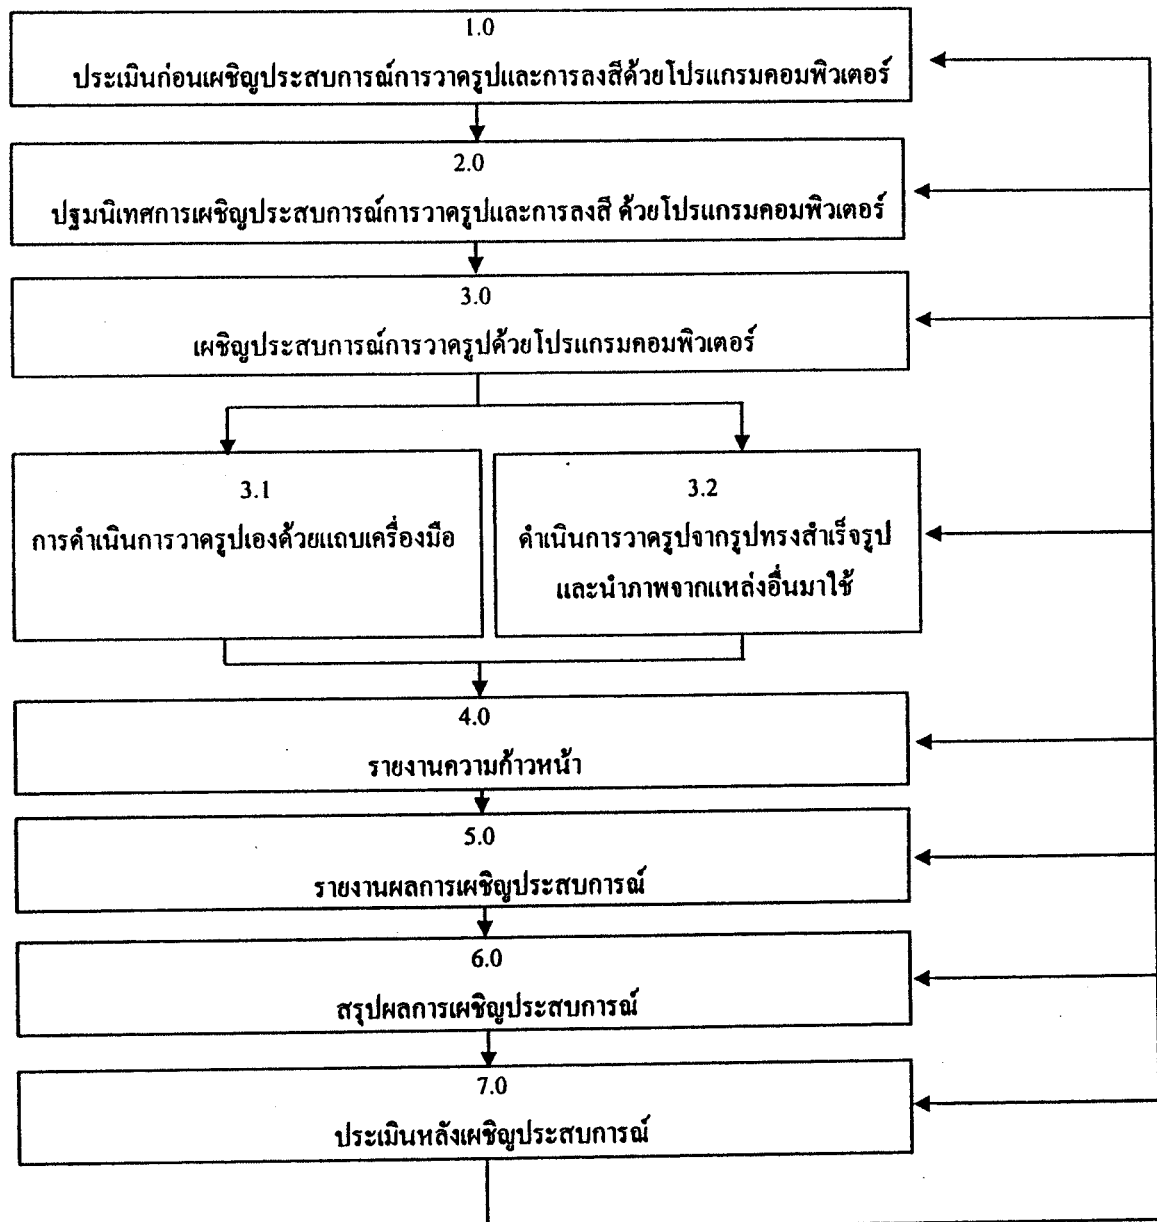 1.0
ประเมินก่อนเผชิญประสบการณ์การวาดรูปและการลงสีด้วยโปรแกรมคอมพิวเตอร์
2.0
ปฐมนิเทศการเผชิญประสบการณ์การวาดรูปและการลงสี ด้วยโปรแกรมคอมพิวเตอร์
3.0
เผชิญประสบการณ์การวาดรูปด้วยโปรแกรมคอมพิวเตอร์
3.1
การดำเนินการวาดรูปเองด้วยแถบเครื่องมือ
3.2
ดำเนินการวาดรูปจากรูปทรงสำเร็จรูป
และนำภาพจากแหล่งอื่นมาใช้
4.0
รายงานความก้าวหน้า
5.0
รายงานผลการเผชิญประสบการณ์
6.0
สรุปผลการเผชิญประสบการณ์
7.0
ประเมินหลังเผชิญประสบการณ์